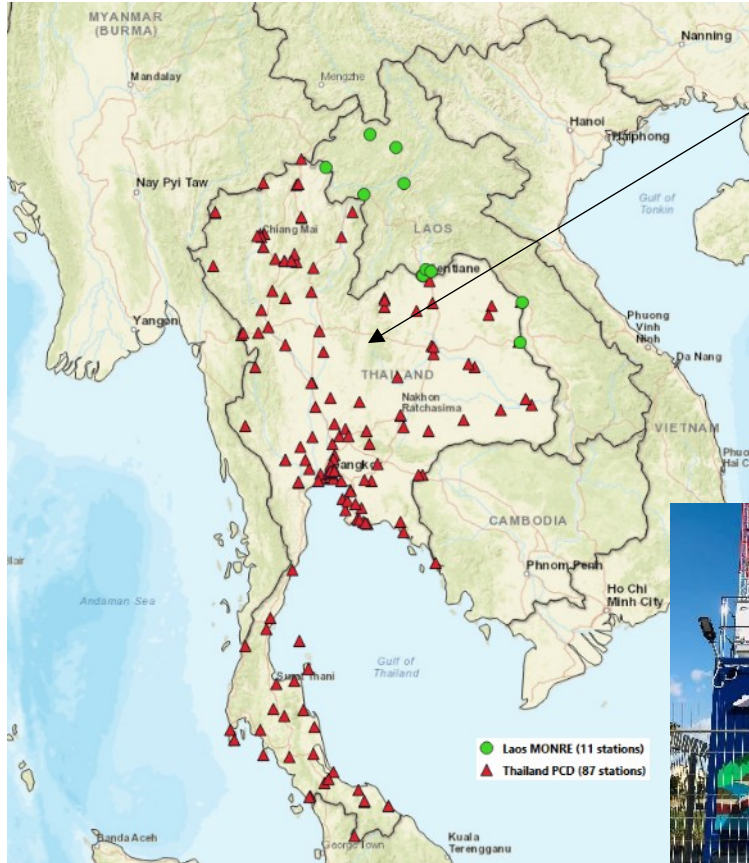 MYANMAR
(BURMA)
Nanning
Mandalay
Mengzhe
Hanoi
Haiphong
Nay Pyi Taw
Gulf of
Tonkin
Chiang Mai
LAOS
Yangon
Phuong
Vinh
Ninh
Da Nang
THAILAND
Nakhon
Ratchasima
VIETNAM
CAMBODIA
Phnom Penh
Ho Chi
Minh City
Andaman Sea
Gulf of
Thailand
Laos MONRE (11 stations)
Thailand PCD (87 stations)
Banda Aceh
George Town
Kuala
Terengganu